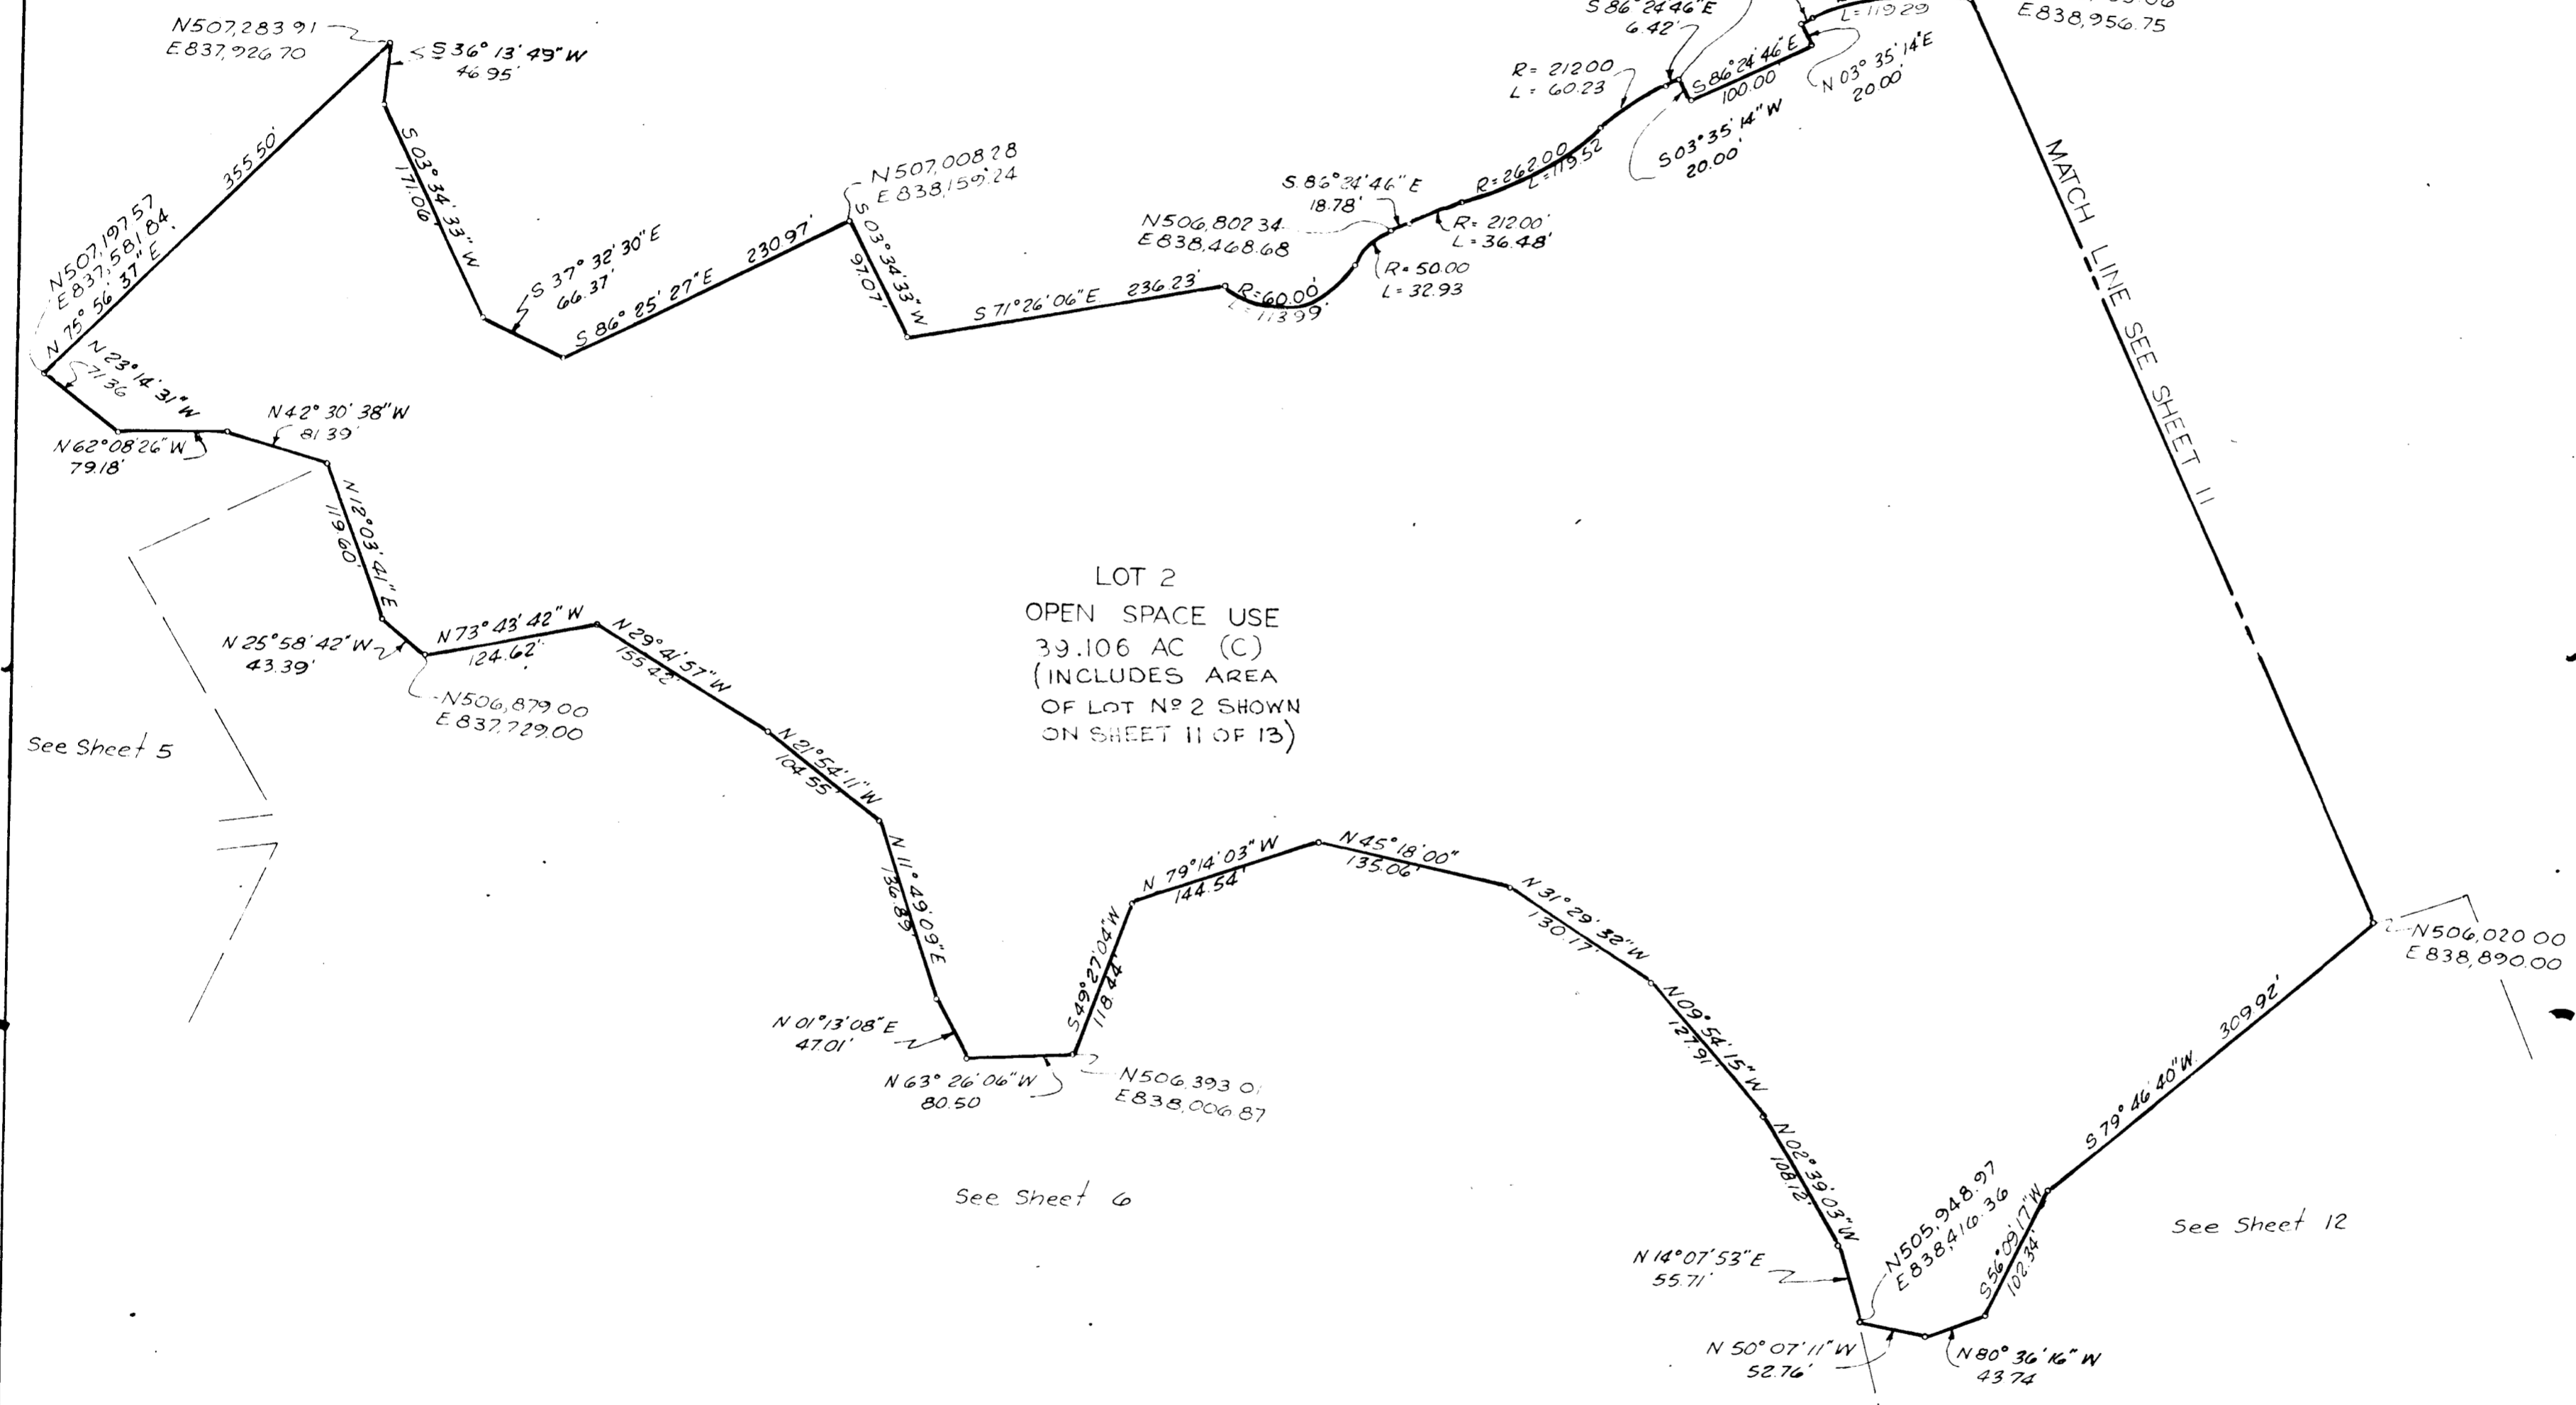 N507,283 91
E837,926 70
S 36° 13' 49" W
46 95'
355.50'
N 75° 56' 37" E
N507,197.57
E837,581.84
S 03° 34' 33" W
171.06'
S 37° 32' 30" E
66.37'
S 86° 25' 27" E
230.97'
N507,008 28
E838,159.24
S 03° 34' 33" W
97.07'
S 71° 26' 06" E
236.23'
R=60.00'
L=113.99'
R=50.00
L=32.93
N506,802 34
E838,468.68
S.86° 24' 46" E
18.78'
R= 212.00'
L=36.48'
R=262.00
L=119.52
R= 212.00
L= 60.23
S 86° 24' 46" E
6.42'
S 03° 35' 14" W
20.00'
S 86° 24' 46" E
100.00'
N 03° 35' 14" E
20.00'
L=119.29
E838,956.75
MATCH LINE SEE SHEET 11
N 23° 14' 31" W
71.36
N 62° 08' 26" W
79.18'
N 42° 30' 38" W
81.39'
N 12° 03' 41" E
119.60'
N 25° 58' 42" W
43.39'
N 73° 43' 42" W
124.62'
N506,879.00
E.837,729.00
N 29° 41' 57" W
155.42'
N 21° 54' 11" W
104.55'
N 11° 49' 09" E
136.89'
N 01° 13' 08" E
47.01'
N 63° 26' 06" W
80.50
N506,393 0
E838,006 87
S 49° 27' 04" W
118.44'
N 79° 14' 03" W
144.54'
N 45° 18' 00"
135.06'
N 31° 29' 32" W
130.17'
N 09° 54' 15" W
127.91'
N 02° 39' 03" W
108.12'
N 14° 07' 53" E
55.71'
N505,948.97
E838,416.36
N 50° 07' 11" W
52.76'
N 80° 36' 16" W
43.74
S 56° 09' 17" W
102.34'
S 79° 46' 40" W
309.92'
N506,020 00
E 838,890.00
LOT 2
OPEN SPACE USE
39.106 AC (C)
(INCLUDES AREA
OF LOT Nº 2 SHOWN
ON SHEET 11 OF 13)
See Sheet 5
See Sheet 6
See Sheet 12